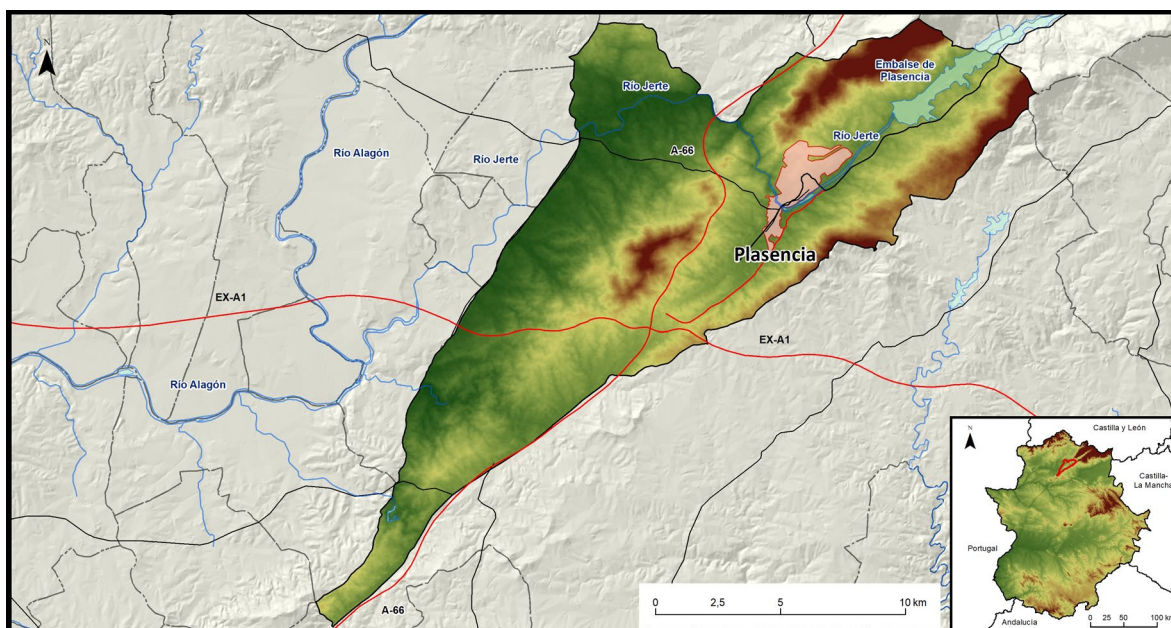 N
Río Jerte
Embalse de
Plasencia
Río Jerte
A-66
Río Alagón
Río Jerte
Plasencia
EX-A1
EX-A1
Río Alagón
A-66
0
2,5
5
10 km
N
Castilla y León
Castilla-
La Mancha
Portugal
Andalucía
0 25 50
100 km